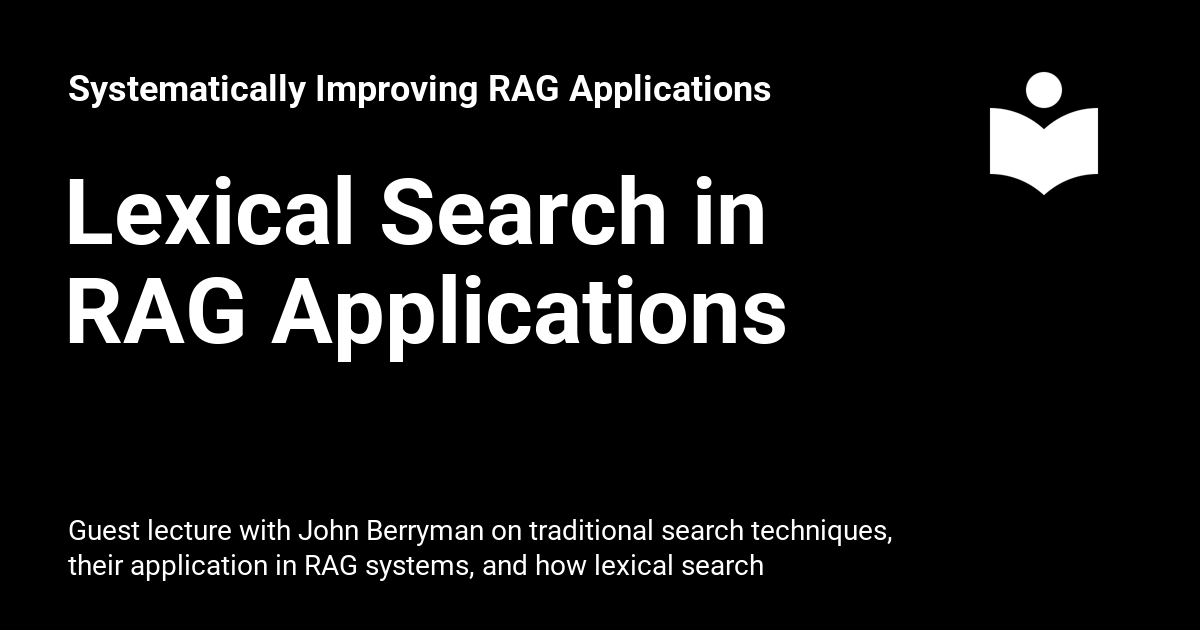 Systematically Improving RAG Applications
Lexical Search in
RAG Applications
Guest lecture with John Berryman on traditional search techniques,
their application in RAG systems, and how lexical search